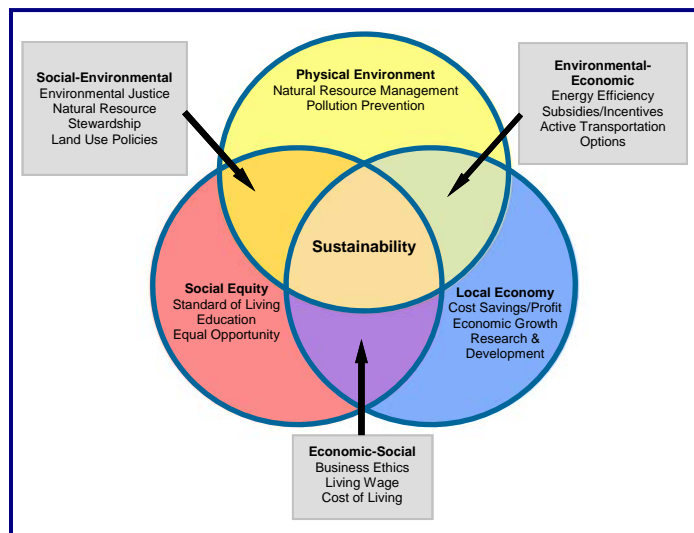 Social-Environmental
Environmental Justice
Natural Resource
Stewardship
Land Use Policies
Physical Environment
Natural Resource Management
Pollution Prevention
Environmental-
Economic
Energy Efficiency
Subsidies/Incentives
Active Transportation
Options
Sustainability
Social Equity
Standard of Living
Education
Equal Opportunity
Local Economy
Cost Savings/Profit
Economic Growth
Research &
Development
Economic-Social
Business Ethics
Living Wage
Cost of Living